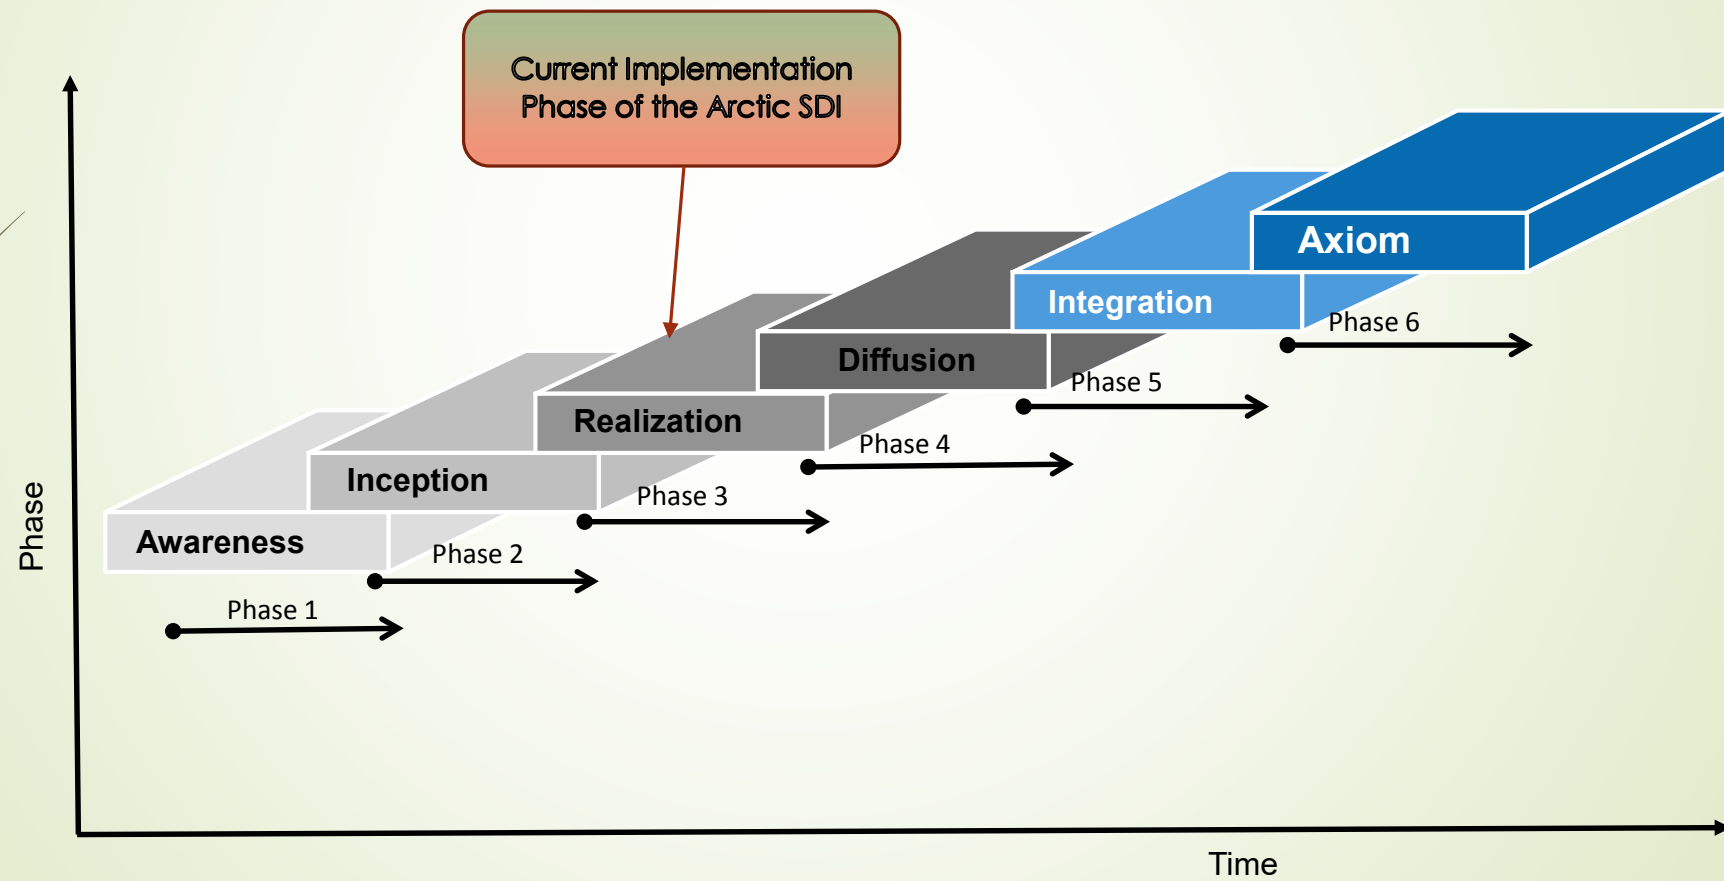 Current Implementation
Phase of the Arctic SDI
Axiom
Integration
Phase 6
Diffusion
Phase 5
Realization
Phase 4
Inception
Phase 3
Awareness
Phase 2
Phase 1
Phase
Time